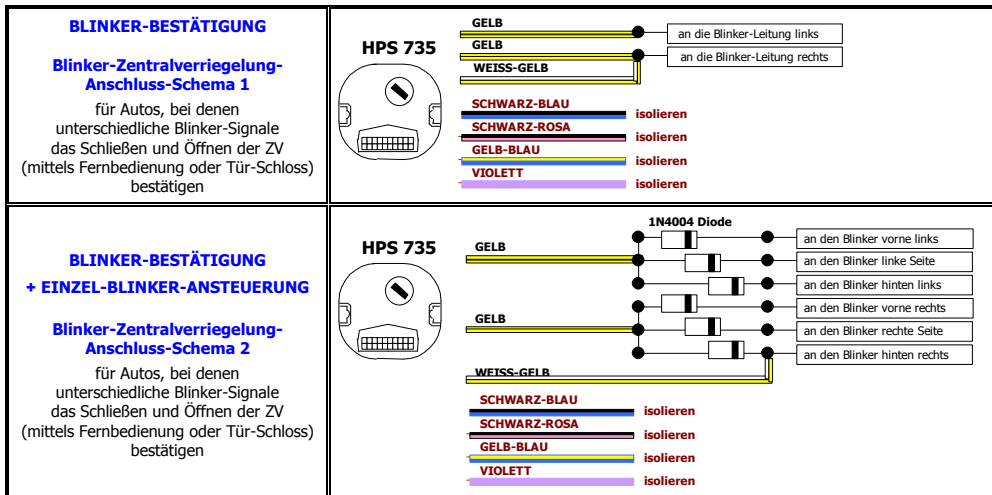 BLINKER-BESTÄTIGUNG
Blinker-Zentralverriegelung-
Anschluss-Schema 1
für Autos, bei denen
unterschiedliche Blinker-Signale
das Schließen und Öffnen der ZV
(mittels Fernbedienung oder Tür-Schloss)
bestätigen
HPS 735
GELB
an die Blinker-Leitung links
GELB
an die Blinker-Leitung rechts
WEISS-GELB
SCHWARZ-BLAU
isolieren
SCHWARZ-ROSA
isolieren
GELB-BLAU
isolieren
VIOLETT
isolieren
BLINKER-BESTÄTIGUNG
+ EINZEL-BLINKER-ANSTEUERUNG
Blinker-Zentralverriegelung-
Anschluss-Schema 2
für Autos, bei denen
unterschiedliche Blinker-Signale
das Schließen und Öffnen der ZV
(mittels Fernbedienung oder Tür-Schloss)
bestätigen
HPS 735
1N4004 Diode
GELB
an den Blinker vorne links
an den Blinker linke Seite
an den Blinker hinten links
GELB
an den Blinker vorne rechts
an den Blinker rechte Seite
an den Blinker hinten rechts
WEISS-GELB
SCHWARZ-BLAU
isolieren
SCHWARZ-ROSA
isolieren
GELB-BLAU
isolieren
VIOLETT
isolieren